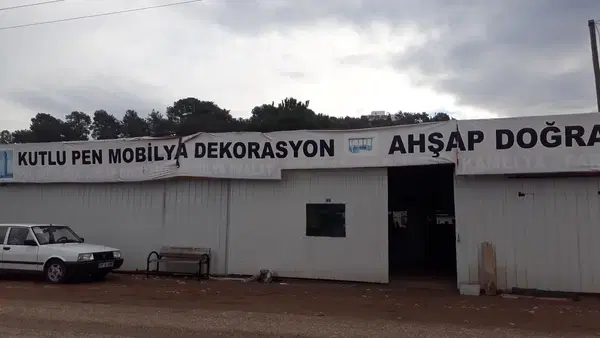 KUTLU PEN MOBİLYA DEKORASYON
AHŞAP DOĞRA